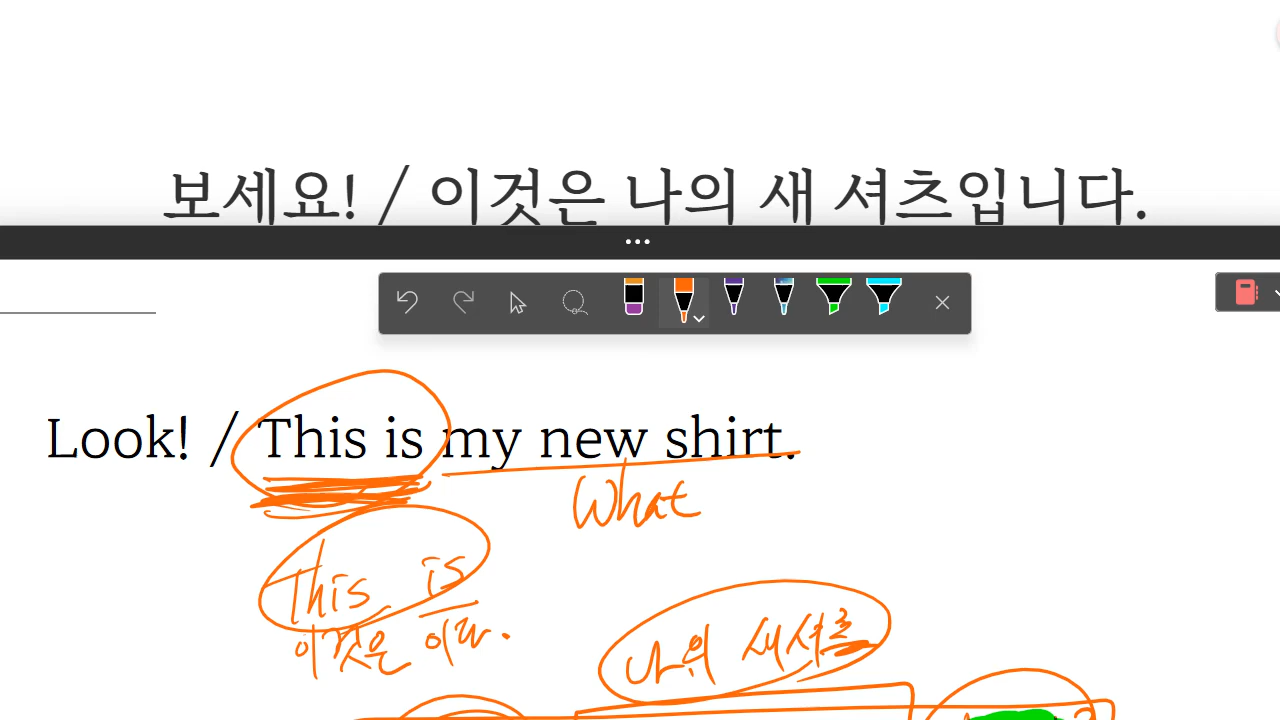 보세요! / 이것은 나의 새 셔츠입니다.
Look! / This is my new shirt.
What
This is
이것은 이다.
나의 새셔츠